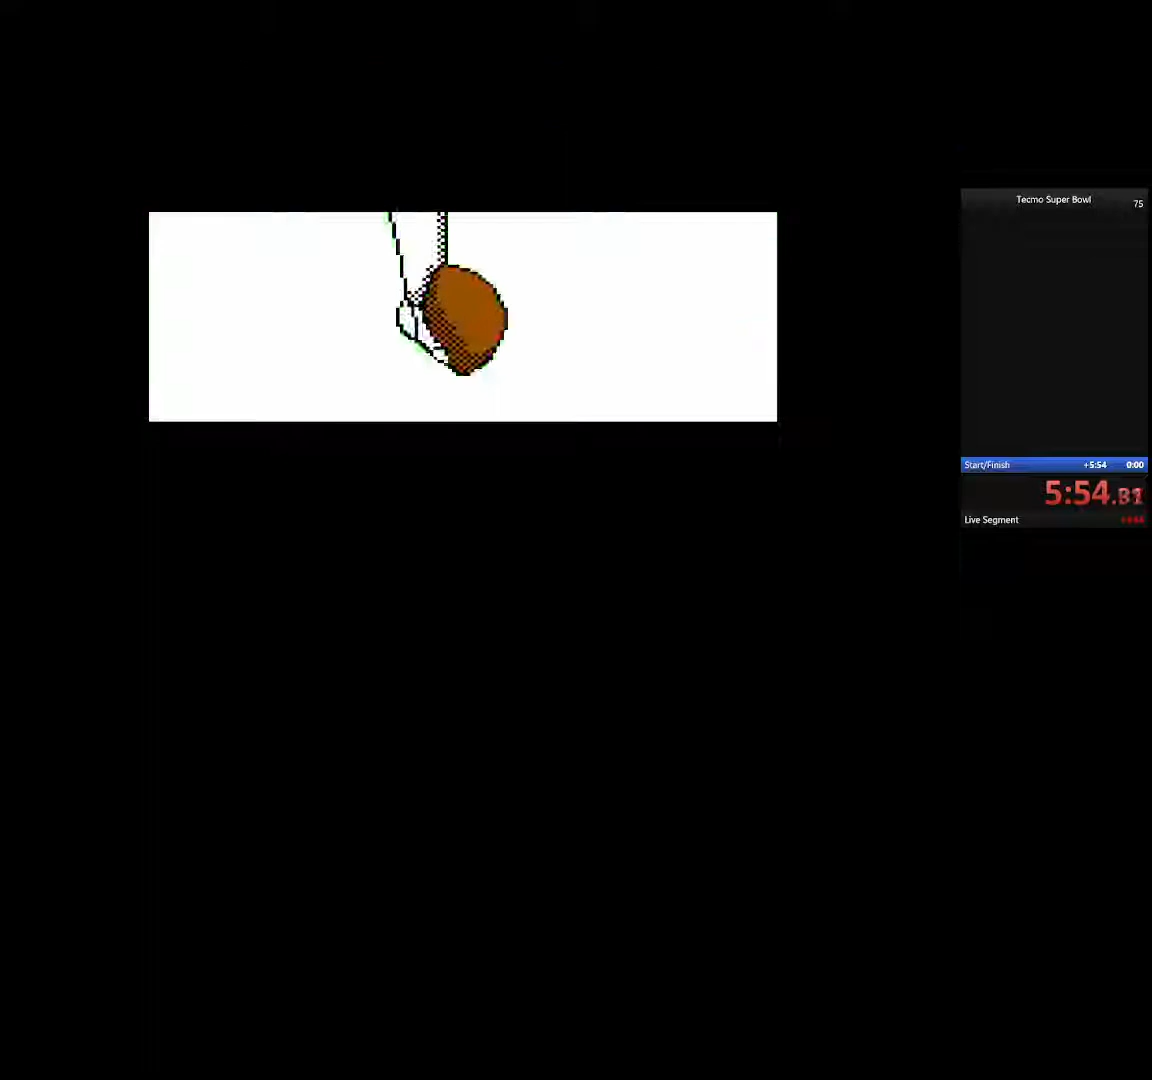 Tecmo Super Bowl
75
Start/Finish +5:54 0:00
5:54.31
Live Segment